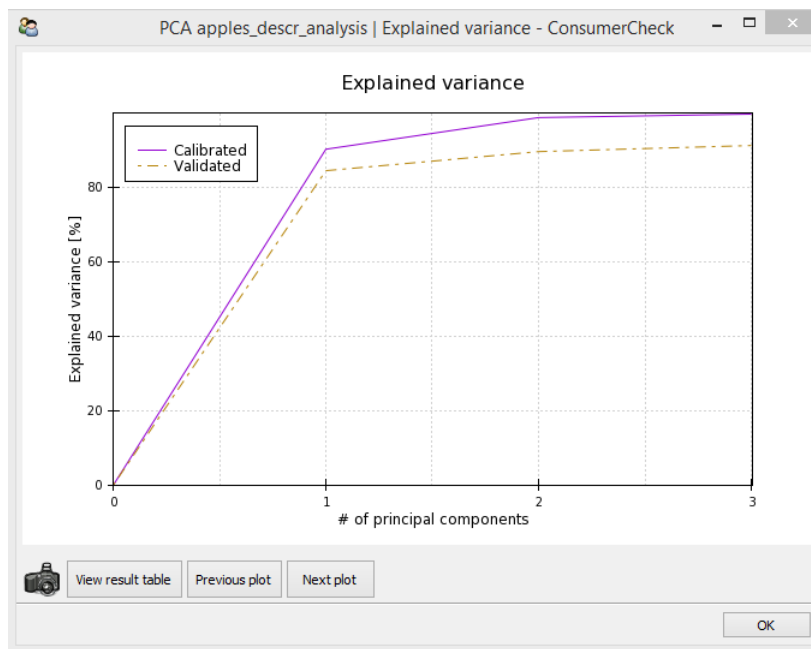 PCA apples_descr_analysis | Explained variance - ConsumerCheck
Explained variance
Calibrated
Validated
80
60
40
20
0
Explained variance [%]
0 1 2 3
# of principal components
View result table Previous plot Next plot
OK